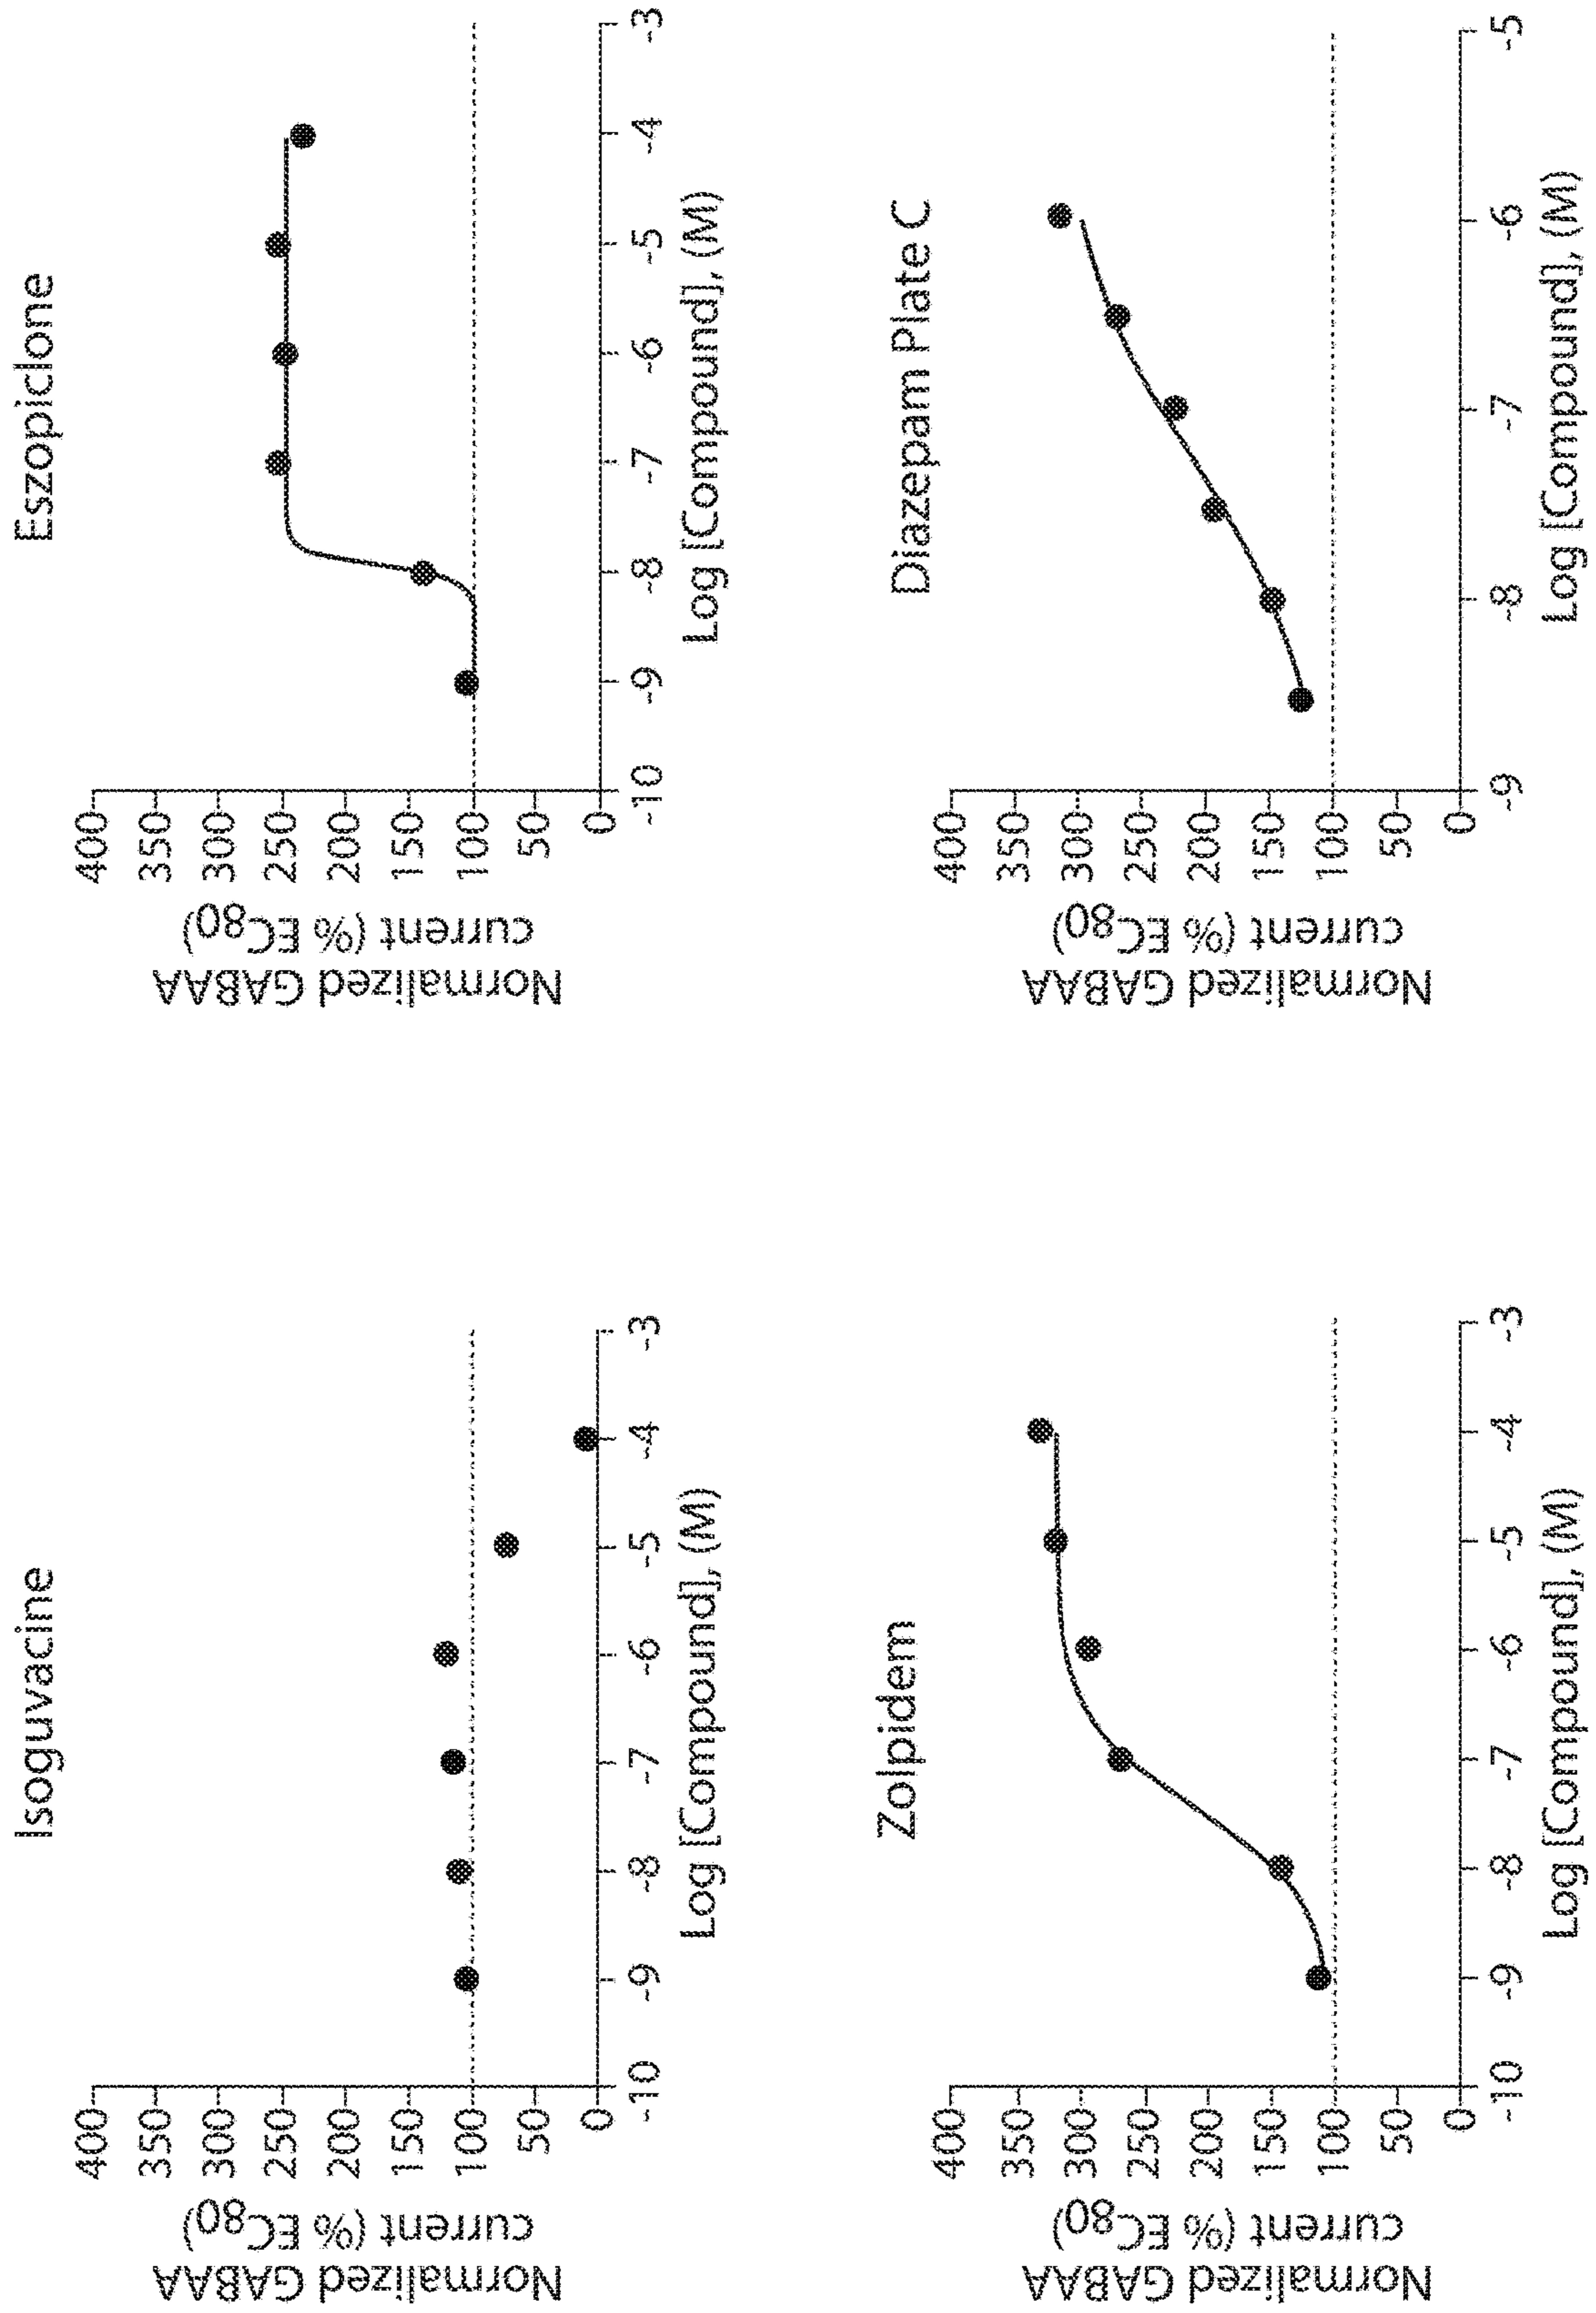 Isoguvacine
Normalized GABAA
current (% EC80)
400
350
300
250
200
150
100
50
0
-10 -9 -8 -7 -6 -5 -4 -3
Log [Compound], (M)
Eszopiclone
Normalized GABAA
current (% EC80)
400
350
300
250
200
150
100
50
0
-10 -9 -8 -7 -6 -5 -4 -3
Log [Compound], (M)
Zolpidem
Normalized GABAA
current (% EC80)
400
350
300
250
200
150
100
50
0
-10 -9 -8 -7 -6 -5 -4 -3
Log [Compound], (M)
Diazepam Plate C
Normalized GABAA
current (% EC80)
400
350
300
250
200
150
100
50
0
-9 -8 -7 -6 -5
Log [Compound], (M)